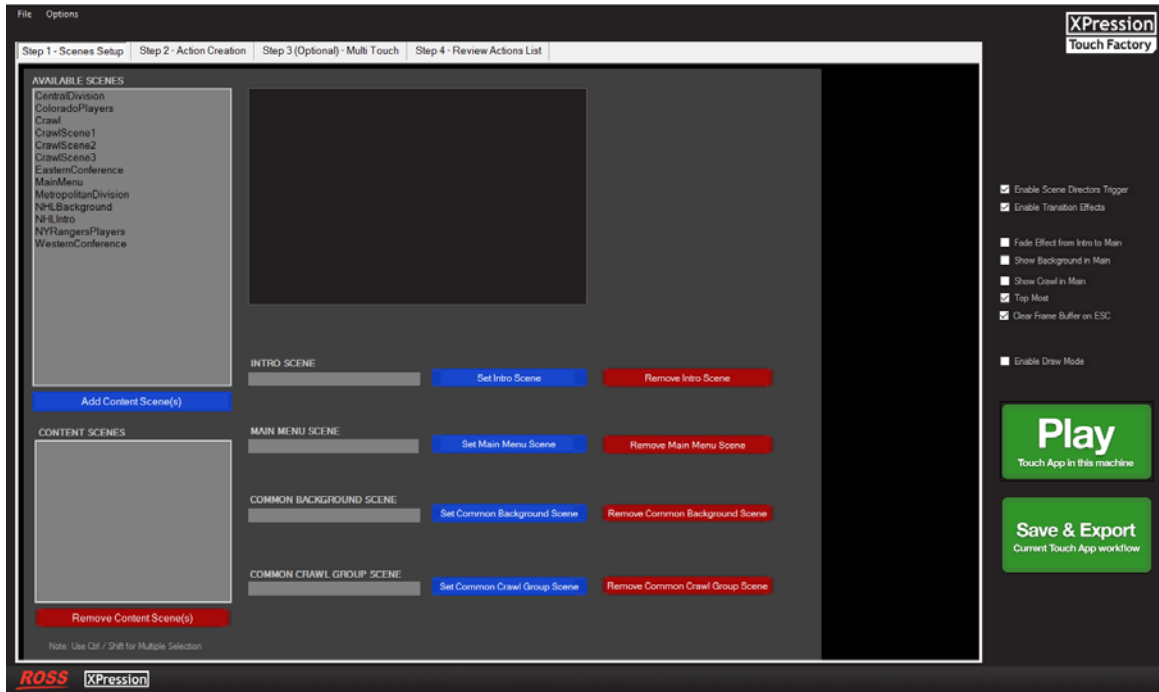 File Options
XPression
Touch Factory
Step 1 - Scenes Setup Step 2 - Action Creation Step 3 (Optional) - Multi Touch Step 4 - Review Actions List
AVAILABLE SCENES
CentralDivision
ColoradoPlayers
Crawl
CrawlScene1
CrawlScene2
CrawlScene3
EasternConference
MainMenu
MetropolitanDivision
NHLBackground
NHLIntro
NYRangersPlayers
WesternConference
Add Content Scene(s)
CONTENT SCENES
Remove Content Scene(s)
Note: Use Ctrl / Shift for Multiple Selection
INTRO SCENE
Set Intro Scene Remove Intro Scene
MAIN MENU SCENE
Set Main Menu Scene Remove Main Menu Scene
COMMON BACKGROUND SCENE
Set Common Background Scene Remove Common Background Scene
COMMON CRAWL GROUP SCENE
Set Common Crawl Group Scene Remove Common Crawl Group Scene
Enable Scene Directors Trigger
Enable Transition Effects
Fade Effect from Intro to Main
Show Background in Main
Show Crawl in Main
Top Most
Clear Frame Buffer on ESC
Enable Draw Mode
Play
Touch App in this machine
Save & Export
Current Touch App workflow
ROSS XPression